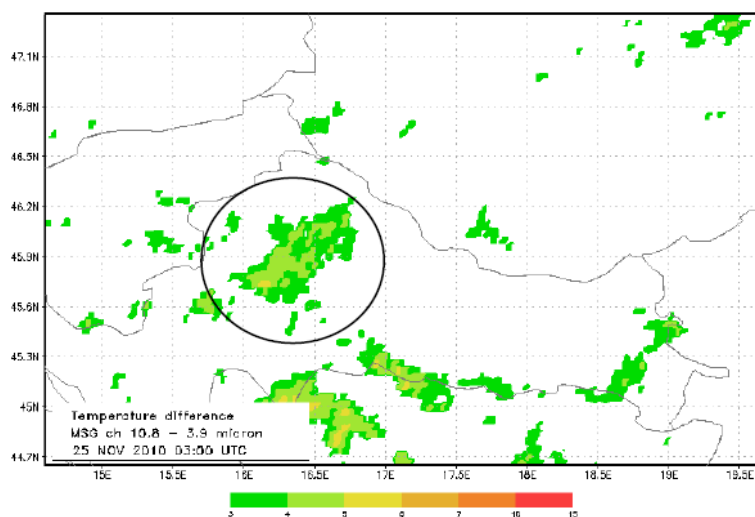 47.1N
46.8N
46.5N
46.2N
45.9N
45.6N
45.3N
45N
44.7N
Temperature difference
MSG ch 10.8 - 3.9 micron
25 NOV 2010 03:00 UTC
15E 15.5E 16E 16.5E 17E 17.5E 18E 18.5E 19E 19.5E
3 4 5 6 7 10 15